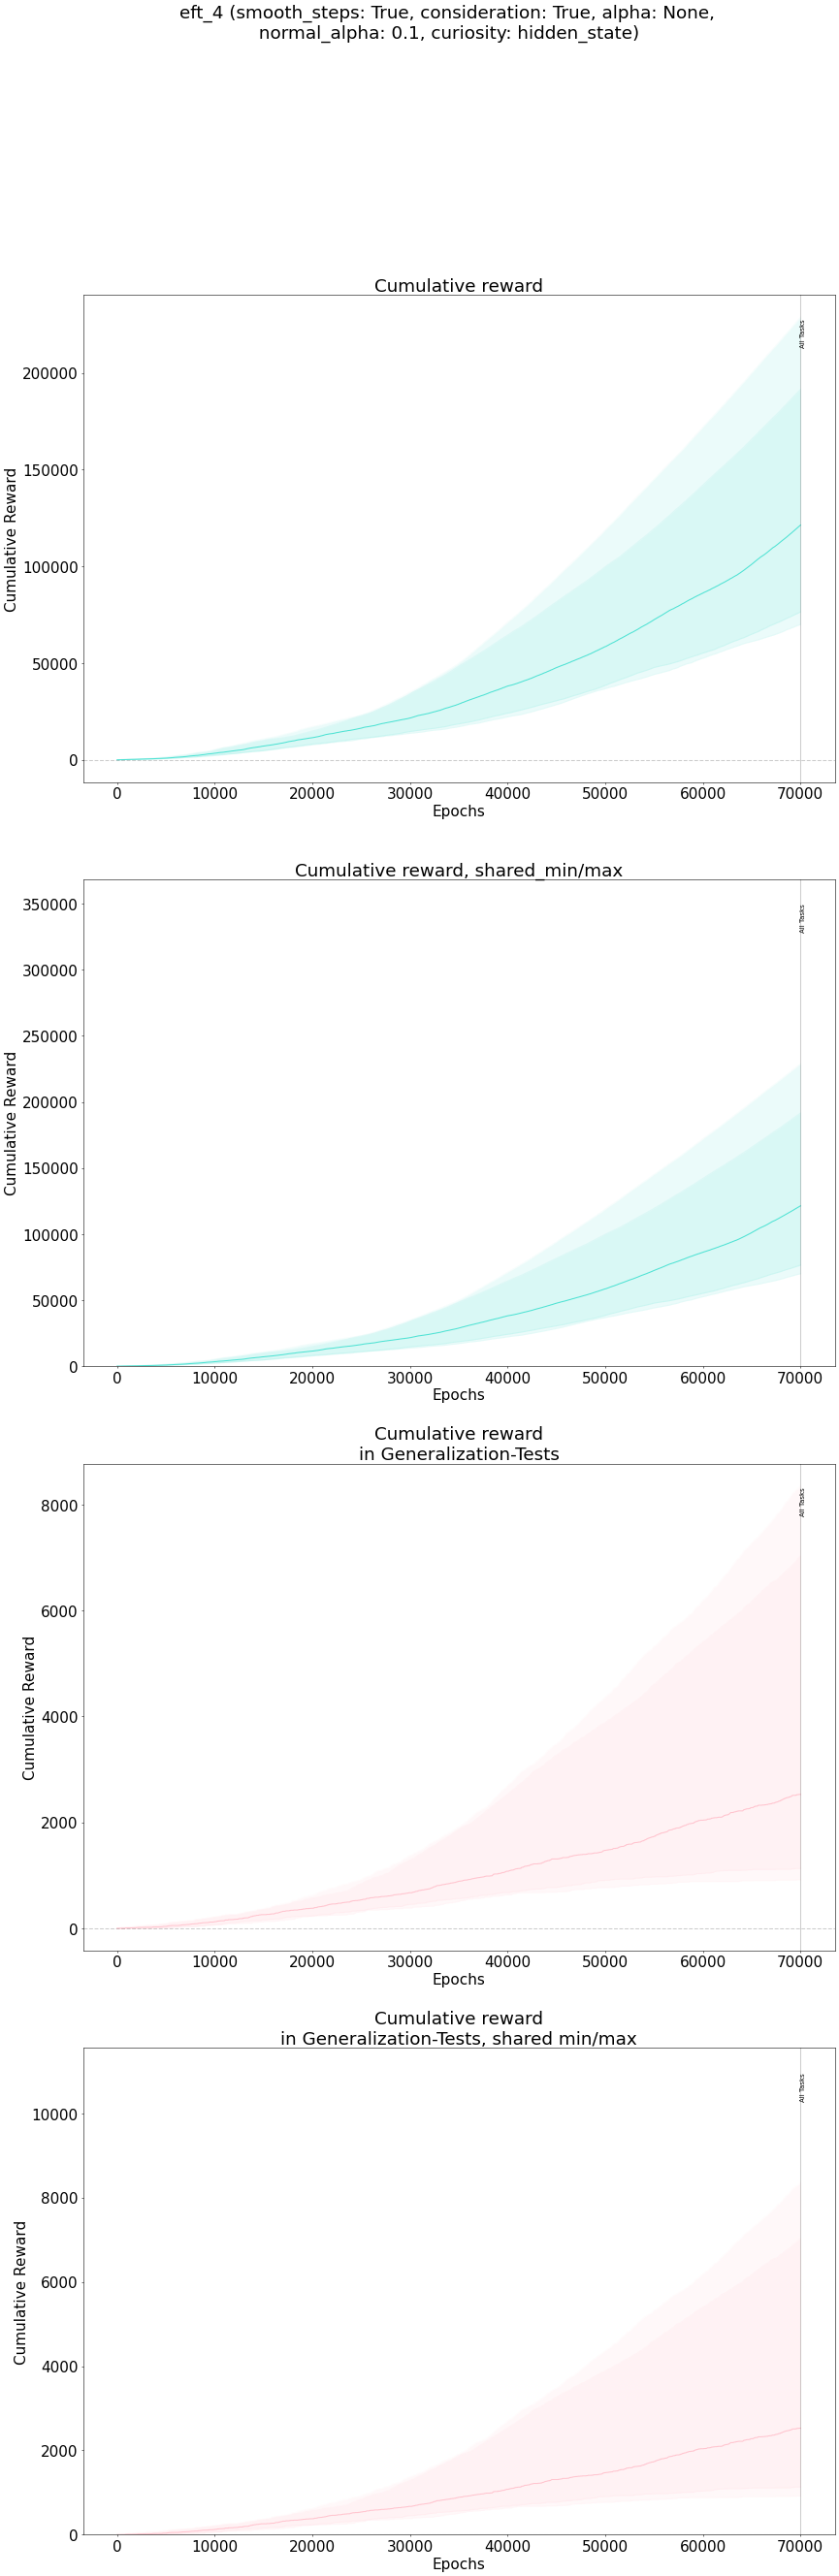 eft_4 (smooth_steps: True, consideration: True, alpha: None,
normal_alpha: 0.1, curiosity: hidden_state)
Cumulative reward
All Tasks
200000
150000
100000
50000
0
Cumulative Reward
0 10000 20000 30000 40000 50000 60000 70000
Epochs
Cumulative reward, shared_min/max
All Tasks
350000
300000
250000
200000
150000
100000
50000
0
Cumulative Reward
0 10000 20000 30000 40000 50000 60000 70000
Epochs
Cumulative reward
in Generalization-Tests
All Tasks
8000
6000
4000
2000
0
Cumulative Reward
0 10000 20000 30000 40000 50000 60000 70000
Epochs
Cumulative reward
in Generalization-Tests, shared min/max
All Tasks
10000
8000
6000
4000
2000
0
Cumulative Reward
0 10000 20000 30000 40000 50000 60000 70000
Epochs